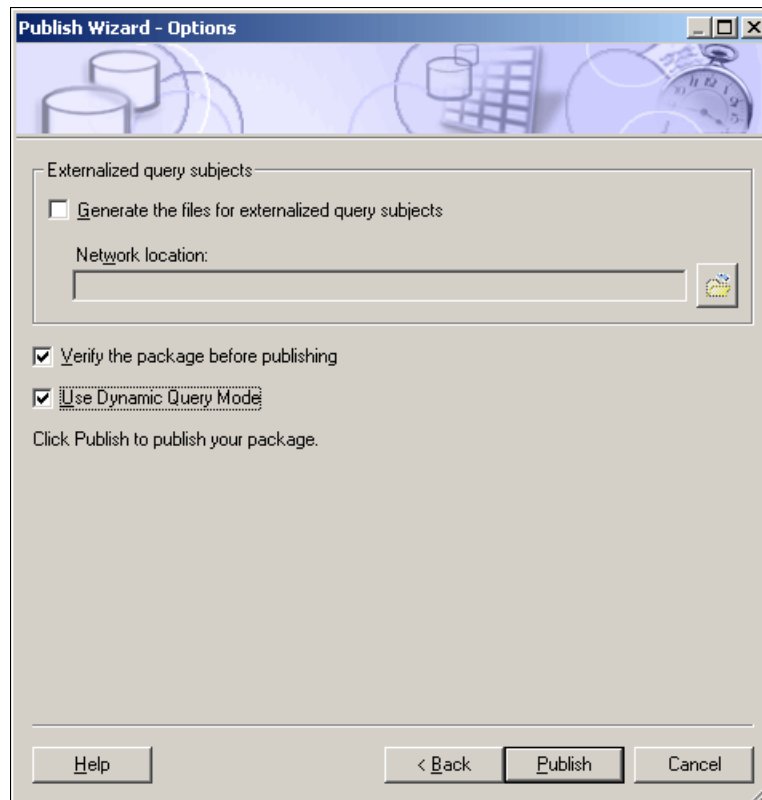 Publish Wizard - Options
Externalized query subjects
Generate the files for externalized query subjects
Network location:
Verify the package before publishing
Use Dynamic Query Mode
Click Publish to publish your package.
Help
< Back
Publish
Cancel